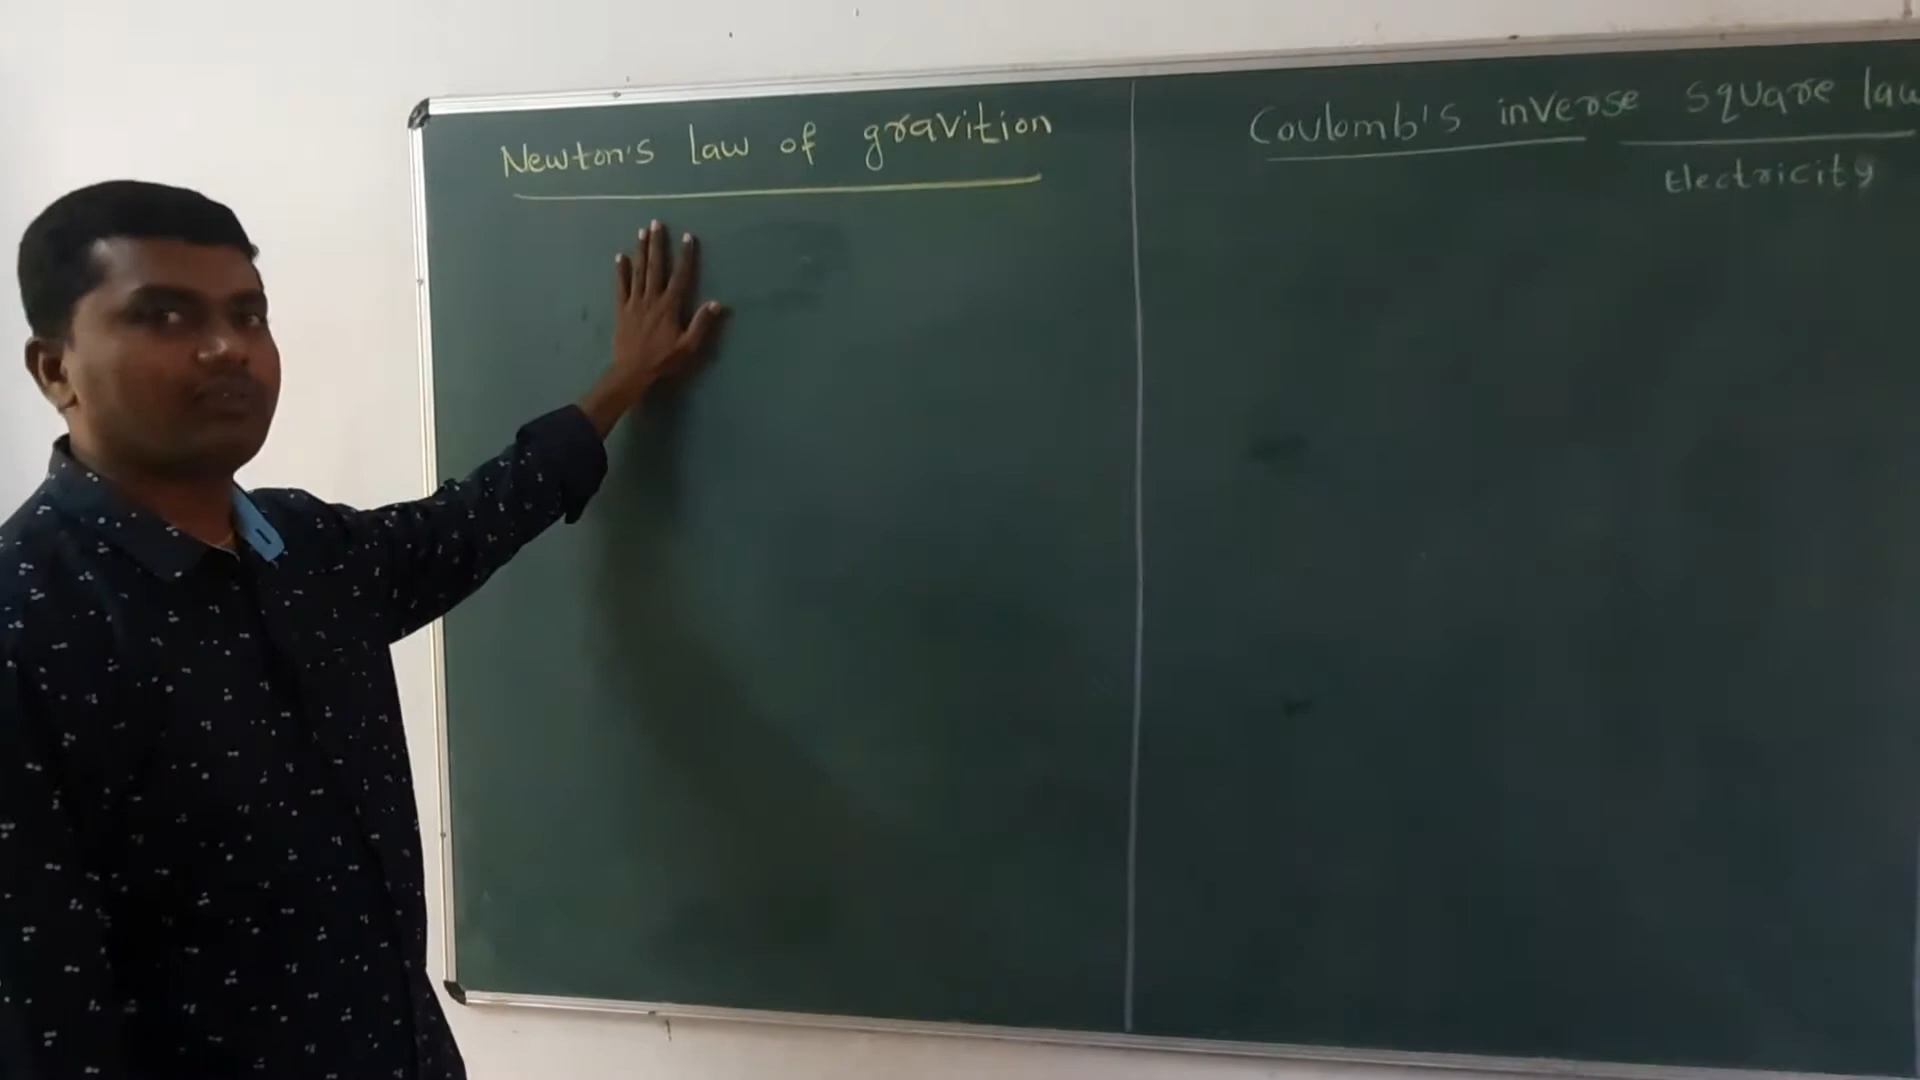 Newton's law of gravition
Coulomb's inverse square law
Electricity